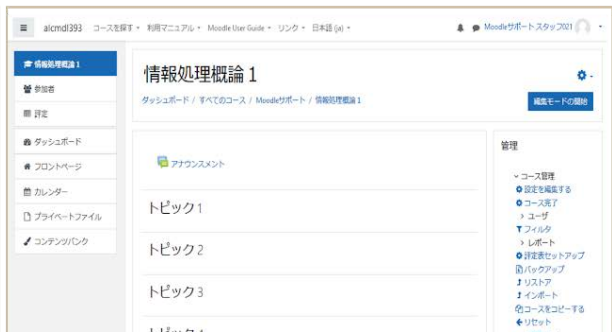 alcmdl393 コースを探す 利用マニュアル Moodle User Guide リンク 日本語 (ja) Moodleサポート スタッフ021
情報処理概論 1
参加者
評定
ダッシュボード
フロントページ
カレンダー
プライベートファイル
コンテンツバンク
情報処理概論 1
ダッシュボード / すべてのコース / Moodleサポート / 情報処理概論 1
編集モードの開始
アナウンスメント
トピック 1
トピック 2
トピック 3
管理
コース管理
設定を編集する
コース完了
ユーザ
フィルタ
レポート
評定表セットアップ
バックアップ
リストア
インポート
コースをコピーする
リセット